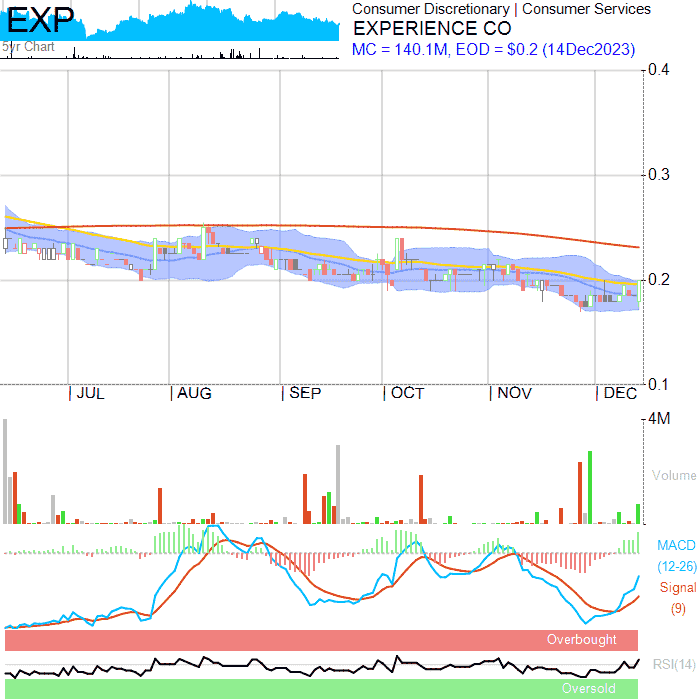 EXP
5yr Chart
Consumer Discretionary | Consumer Services
EXPERIENCE CO
MC = 140.1M, EOD = $0.2 (14Dec2023)
0.4
0.3
0.2
0.1
JUL AUG SEP OCT NOV DEC
4M
Volume
MACD
(12-26)
Signal
(9)
Overbought
RSI(14)
Oversold